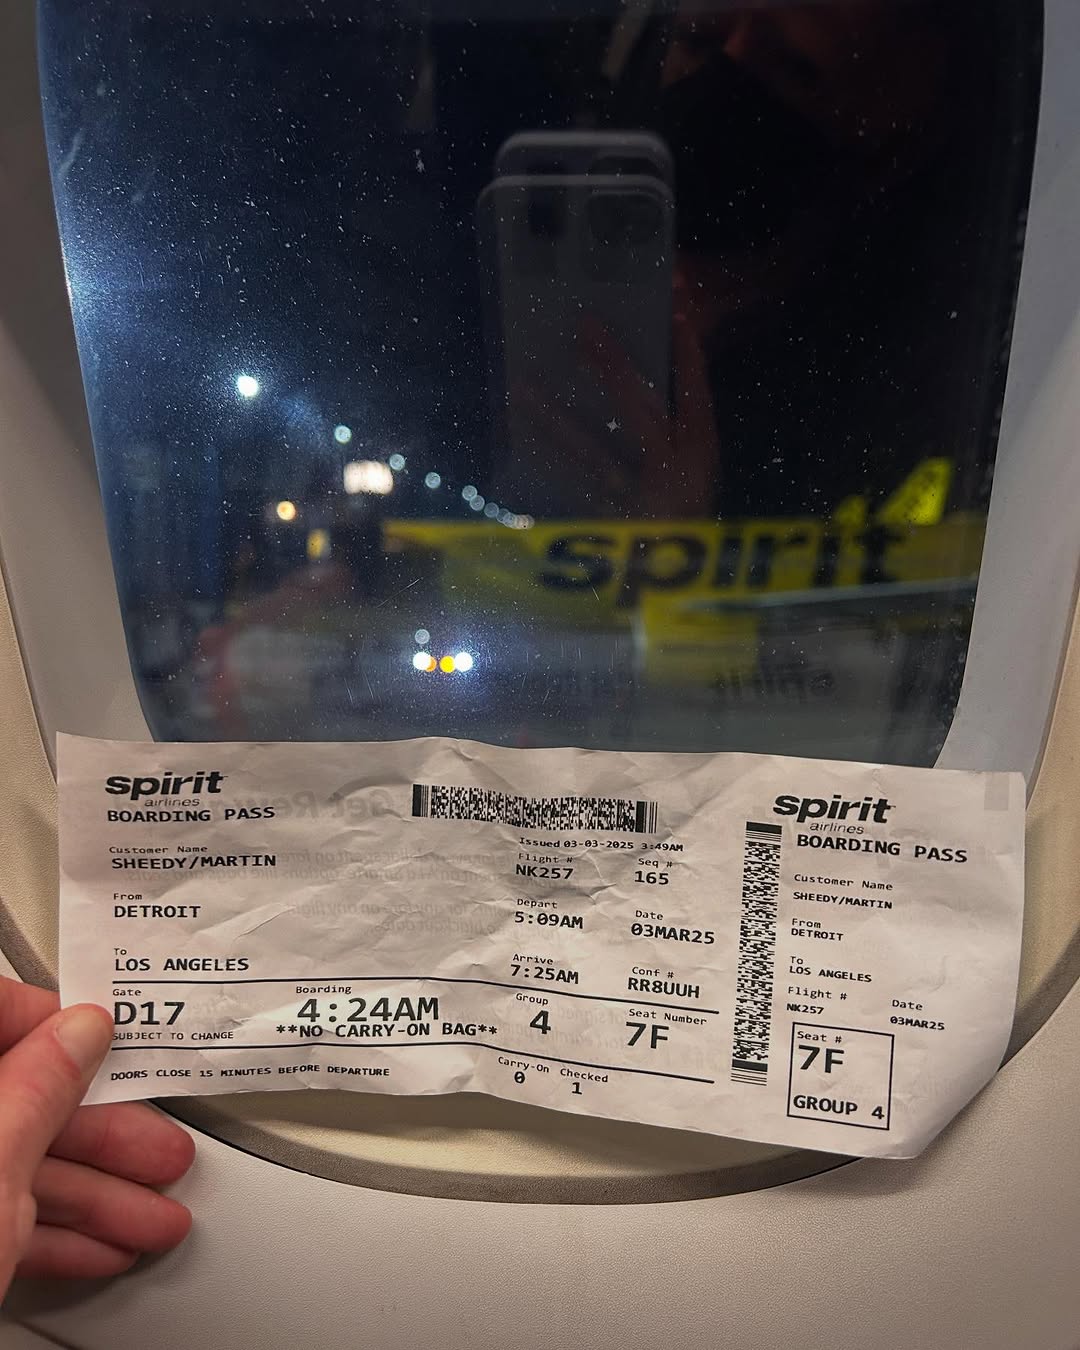 spirit
spirit
spirit
airlines
BOARDING PASS
Customer Name
SHEEDY/MARTIN
From
DETROIT
To
LOS ANGELES
Gate
D17
SUBJECT TO CHANGE
Boarding
4:24AM
**NO CARRY-ON BAG**
DOORS CLOSE 15 MINUTES BEFORE DEPARTURE
Issued 03-03-2025 3:49AM
Flight # Seq #
NK257 165
Depart Date
5:09AM 03MAR25
Arrive Conf #
7:25AM RR8UUH
Group Seat Number
4 7F
Carry-On Checked
0 1
spirit
airlines
BOARDING PASS
Customer Name
SHEEDY/MARTIN
From
DETROIT
To
LOS ANGELES
Flight # Date
NK257 03MAR25
Seat #
7F
GROUP 4